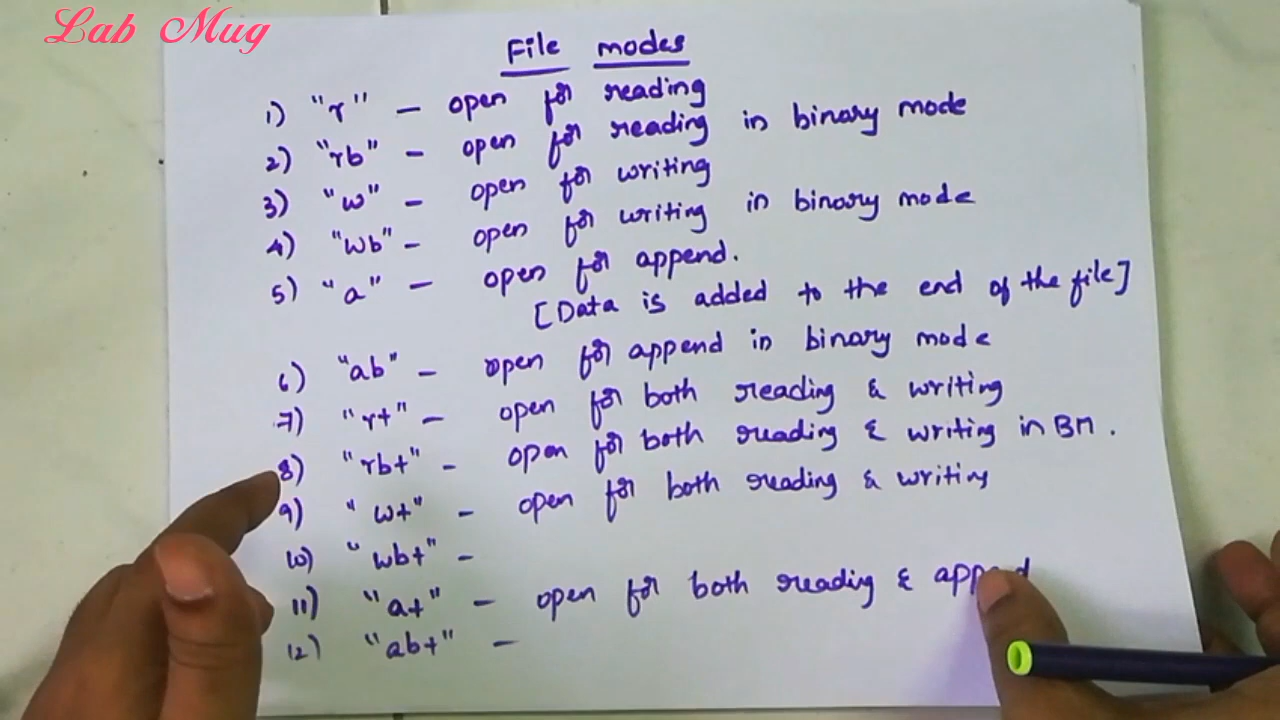 Lab Mug
File modes
1) "r" - open for reading
2) "rb" - open for reading in binary mode
3) "w" - open for writing
4) "wb" - open for writing in binary mode
5) "a" - open for append.
[Data is added to the end of the file]
6) "ab" - open for append in binary mode
7) "r+" - open for both reading & writing
8) "rb+" - open for both reading & writing in BM.
9) "w+" - open for both reading & writing
10) "wb+" -
11) "a+" - open for both reading & append
12) "ab+" -